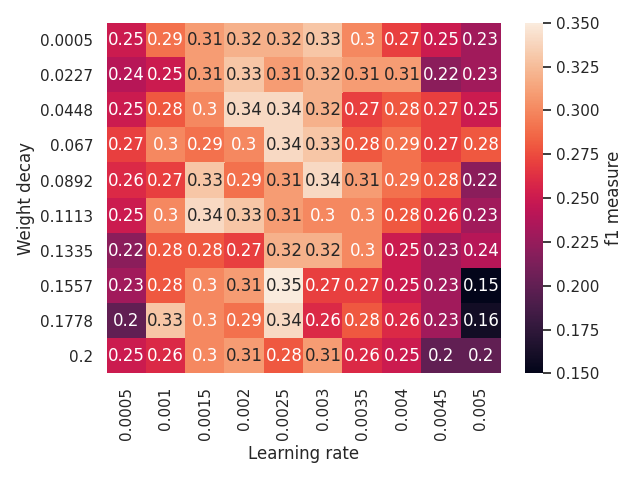 0.0005 0.25 0.29 0.31 0.32 0.32 0.33 0.3 0.27 0.25 0.23
0.0227 0.24 0.25 0.31 0.33 0.31 0.32 0.31 0.31 0.22 0.23
0.0448 0.25 0.28 0.3 0.34 0.34 0.32 0.27 0.28 0.27 0.25
0.067 0.27 0.3 0.29 0.3 0.34 0.33 0.28 0.29 0.27 0.28
0.0892 0.26 0.27 0.33 0.29 0.31 0.34 0.31 0.29 0.28 0.22
0.1113 0.25 0.3 0.34 0.33 0.31 0.3 0.3 0.28 0.26 0.23
0.1335 0.22 0.28 0.28 0.27 0.32 0.32 0.3 0.25 0.23 0.24
0.1557 0.23 0.28 0.3 0.31 0.35 0.27 0.27 0.25 0.23 0.15
0.1778 0.2 0.33 0.3 0.29 0.34 0.26 0.28 0.26 0.23 0.16
0.2 0.25 0.26 0.3 0.31 0.28 0.31 0.26 0.25 0.2 0.2
0.0005 0.001 0.0015 0.002 0.0025 0.003 0.0035 0.004 0.0045 0.005
Learning rate
Weight decay
0.350
0.325
0.300
0.275
0.250
0.225
0.200
0.175
0.150
f1 measure